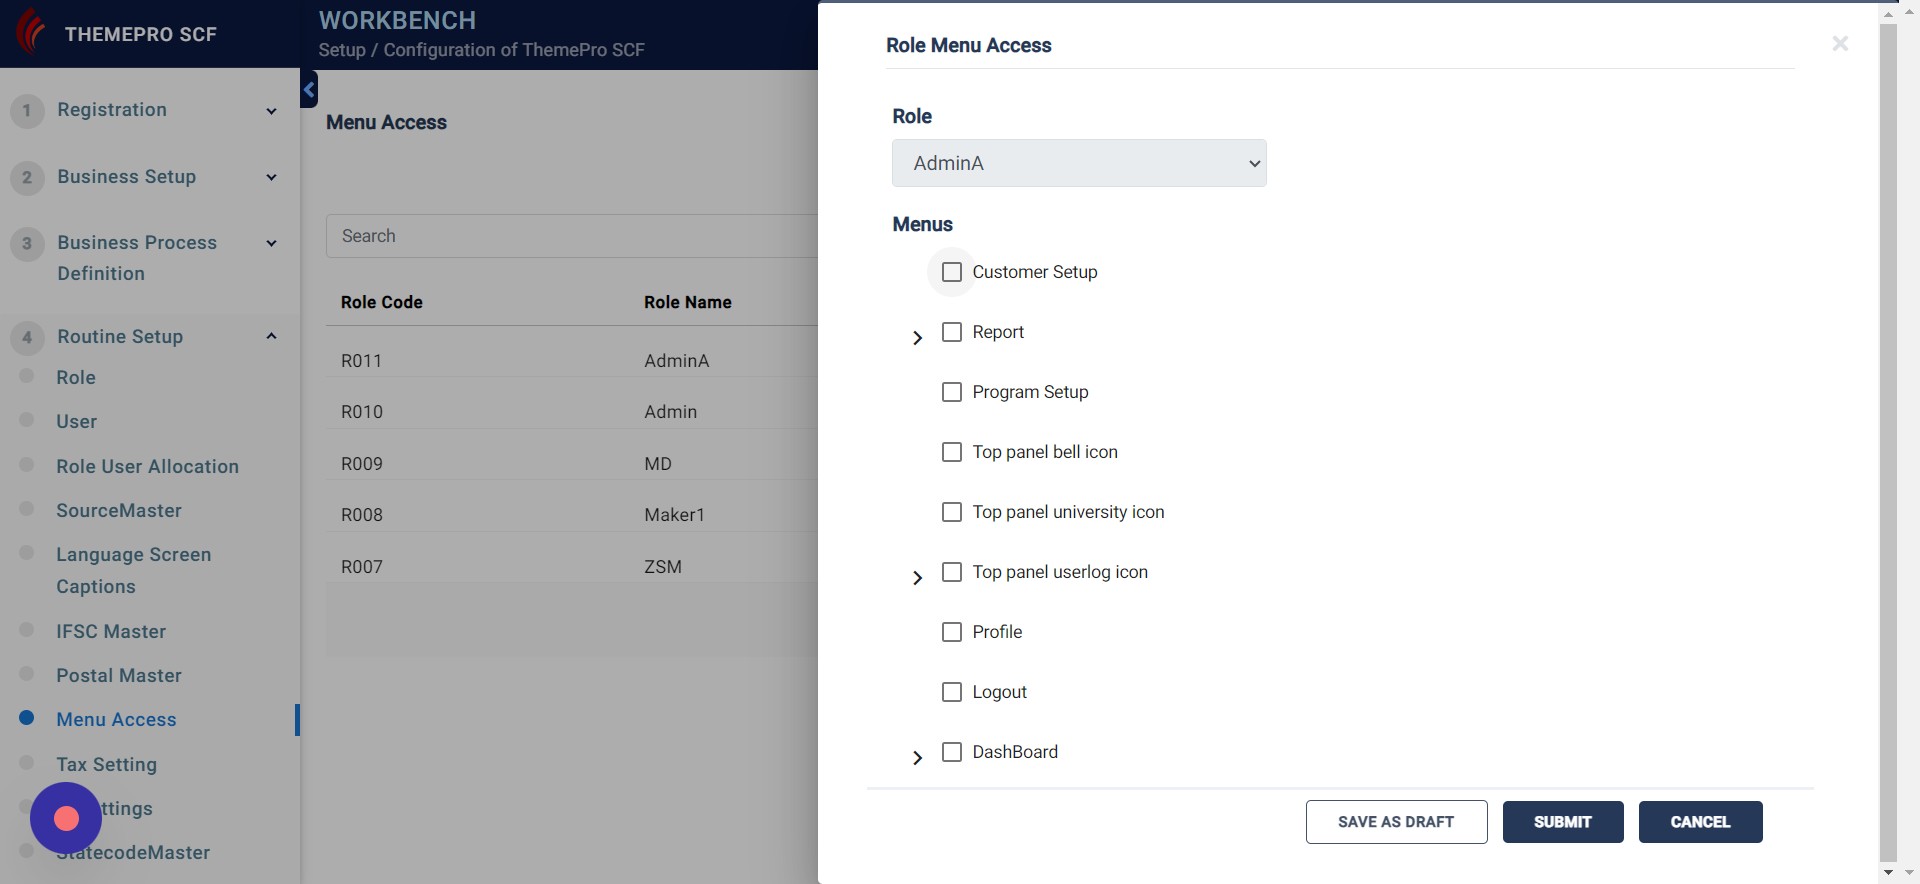 THEMEPRO SCF
WORKBENCH
Setup / Configuration of ThemePro SCF
1 Registration
2 Business Setup
3 Business Process
Definition
4 Routine Setup
Role
User
Role User Allocation
SourceMaster
Language Screen
Captions
IFSC Master
Postal Master
Menu Access
Tax Setting
ttings
StatecodeMaster
Menu Access
Search
Role Code Role Name
R011 AdminA
R010 Admin
R009 MD
R008 Maker1
R007 ZSM
Role Menu Access
Role
AdminA
Menus
Customer Setup
Report
Program Setup
Top panel bell icon
Top panel university icon
Top panel userlog icon
Profile
Logout
DashBoard
SAVE AS DRAFT SUBMIT CANCEL